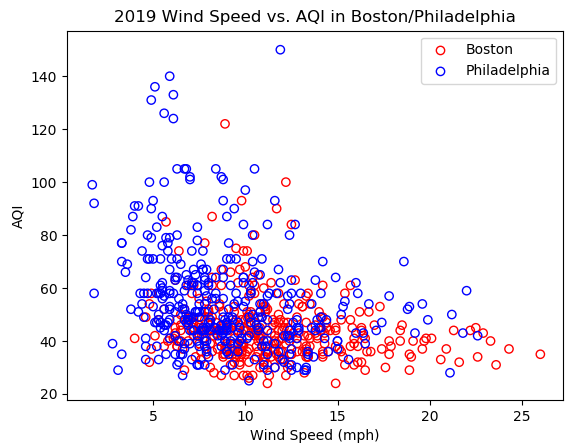 2019 Wind Speed vs. AQI in Boston/Philadelphia
Boston
Philadelphia
AQI
140
120
100
80
60
40
20
5
10
15
20
25
Wind Speed (mph)